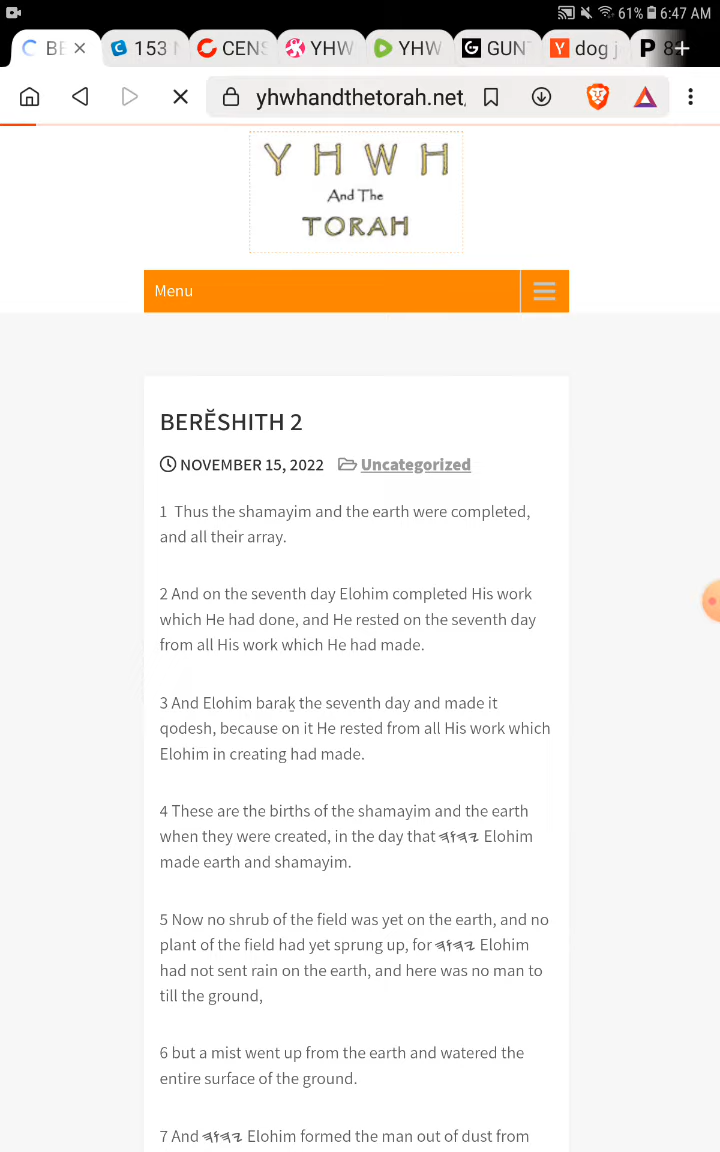 61% 6:47 AM
BE 153 CENS YHW YHW GUN dog j P 8
yhwhandthetorah.net
Y H W H
And The
TORAH
Menu
BERĔSHITH 2
NOVEMBER 15, 2022 Uncategorized
1 Thus the shamayim and the earth were completed,
and all their array.
2 And on the seventh day Elohim completed His work
which He had done, and He rested on the seventh day
from all His work which He had made.
3 And Elohim baraḵ the seventh day and made it
qodesh, because on it He rested from all His work which
Elohim in creating had made.
4 These are the births of the shamayim and the earth
when they were created, in the day that 𐤉𐤄𐤅𐤄 Elohim
made earth and shamayim.
5 Now no shrub of the field was yet on the earth, and no
plant of the field had yet sprung up, for 𐤉𐤄𐤅𐤄 Elohim
had not sent rain on the earth, and here was no man to
till the ground,
6 but a mist went up from the earth and watered the
entire surface of the ground.
7 And 𐤉𐤄𐤅𐤄 Elohim formed the man out of dust from